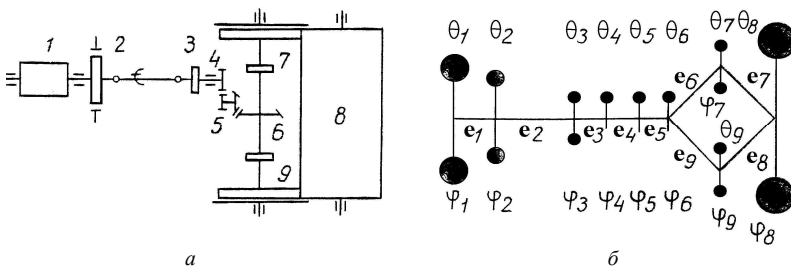 1 2 3 4 5 6 7 8 9
θ₁ θ₂ θ₃ θ₄ θ₅ θ₆ θ₇ θ₈
e₁ e₂ e₃ e₄ e₅ e₆ φ₇ e₇
θ₉
e₉ e₈
φ₁ φ₂ φ₃ φ₄ φ₅ φ₆ φ₉ φ₈
а б